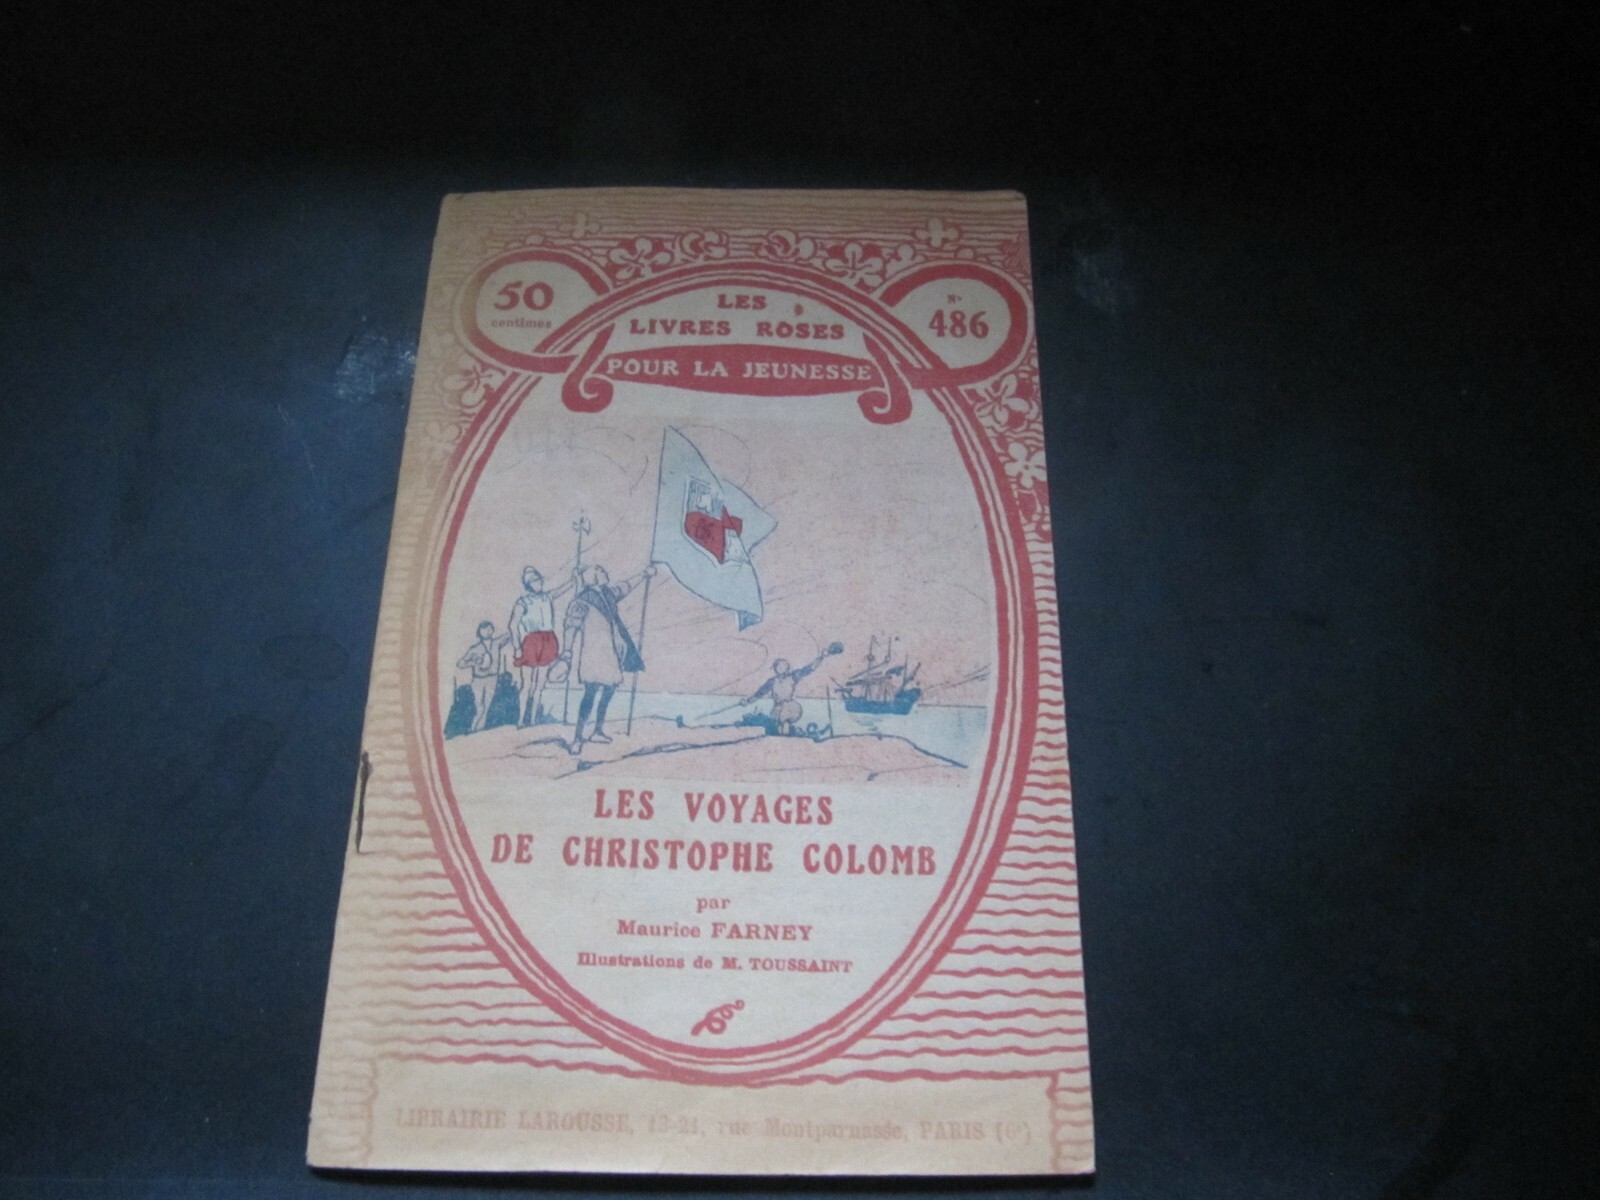 50
centimes
LES
LIVRES ROSES
POUR LA JEUNESSE
N°
486
LES VOYAGES
DE CHRISTOPHE COLOMB
par
Maurice FARNEY
Illustrations de M. TOUSSAINT
LIBRAIRIE LAROUSSE, 13-21, rue Montparnasse, PARIS (6e)